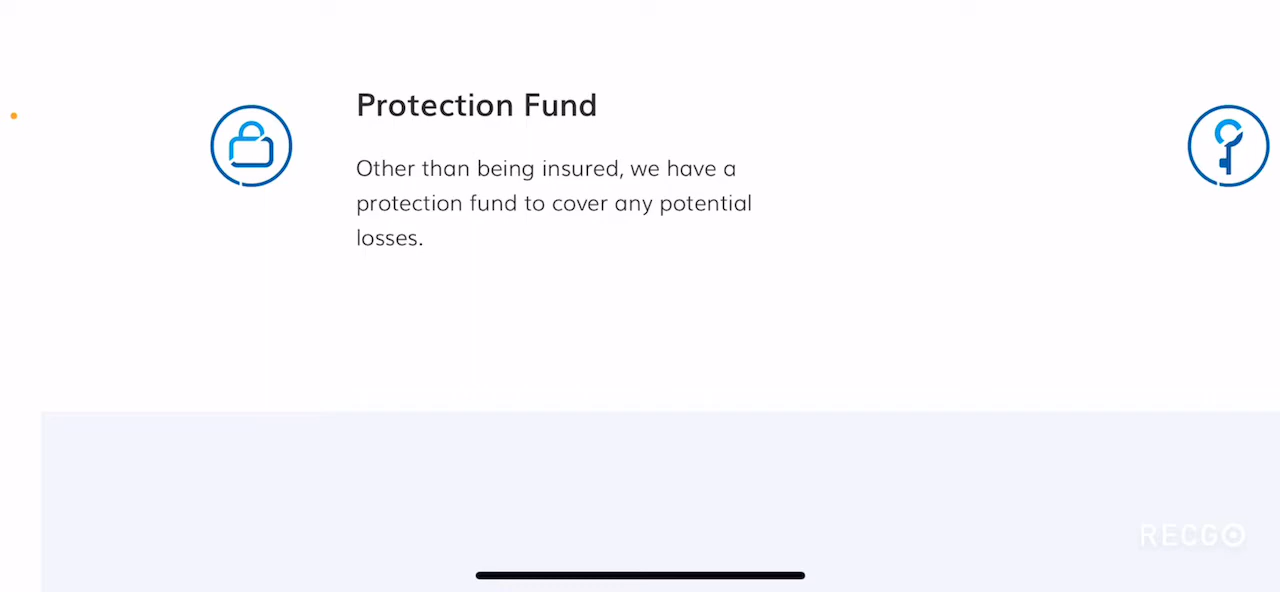 Protection Fund
Other than being insured, we have a
protection fund to cover any potential
losses.
RECGO